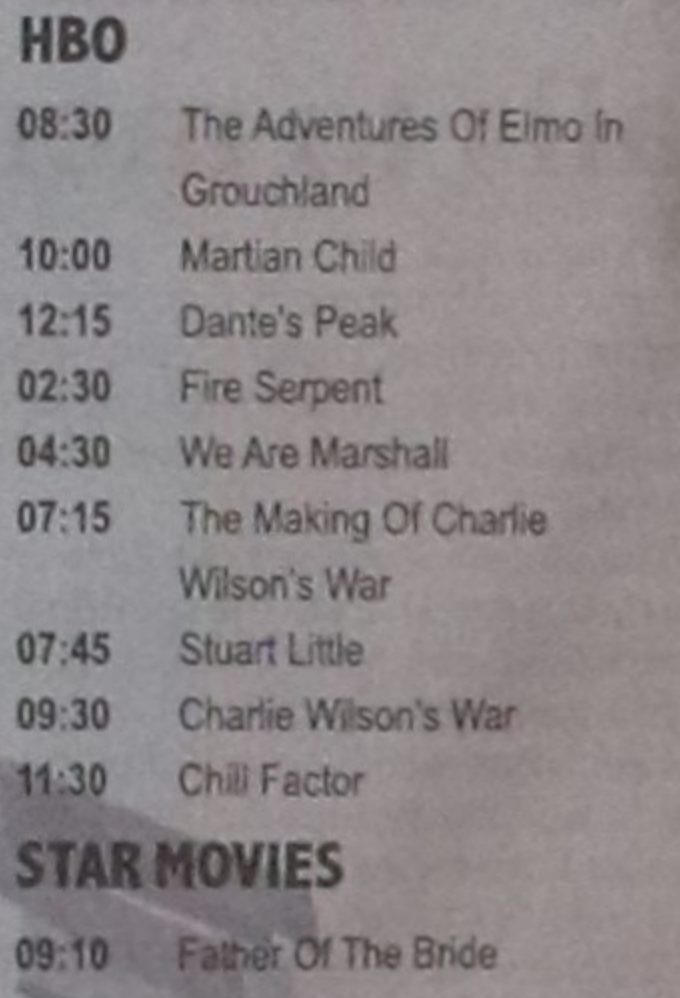 HBO
08:30 The Adventures Of Elmo In
Grouchland
10:00 Martian Child
12:15 Dante's Peak
02:30 Fire Serpent
04:30 We Are Marshall
07:15 The Making Of Charlie
Wilson's War
07:45 Stuart Little
09:30 Charlie Wilson's War
11:30 Chili Factor
STAR MOVIES
09:10 Father Of The Bride